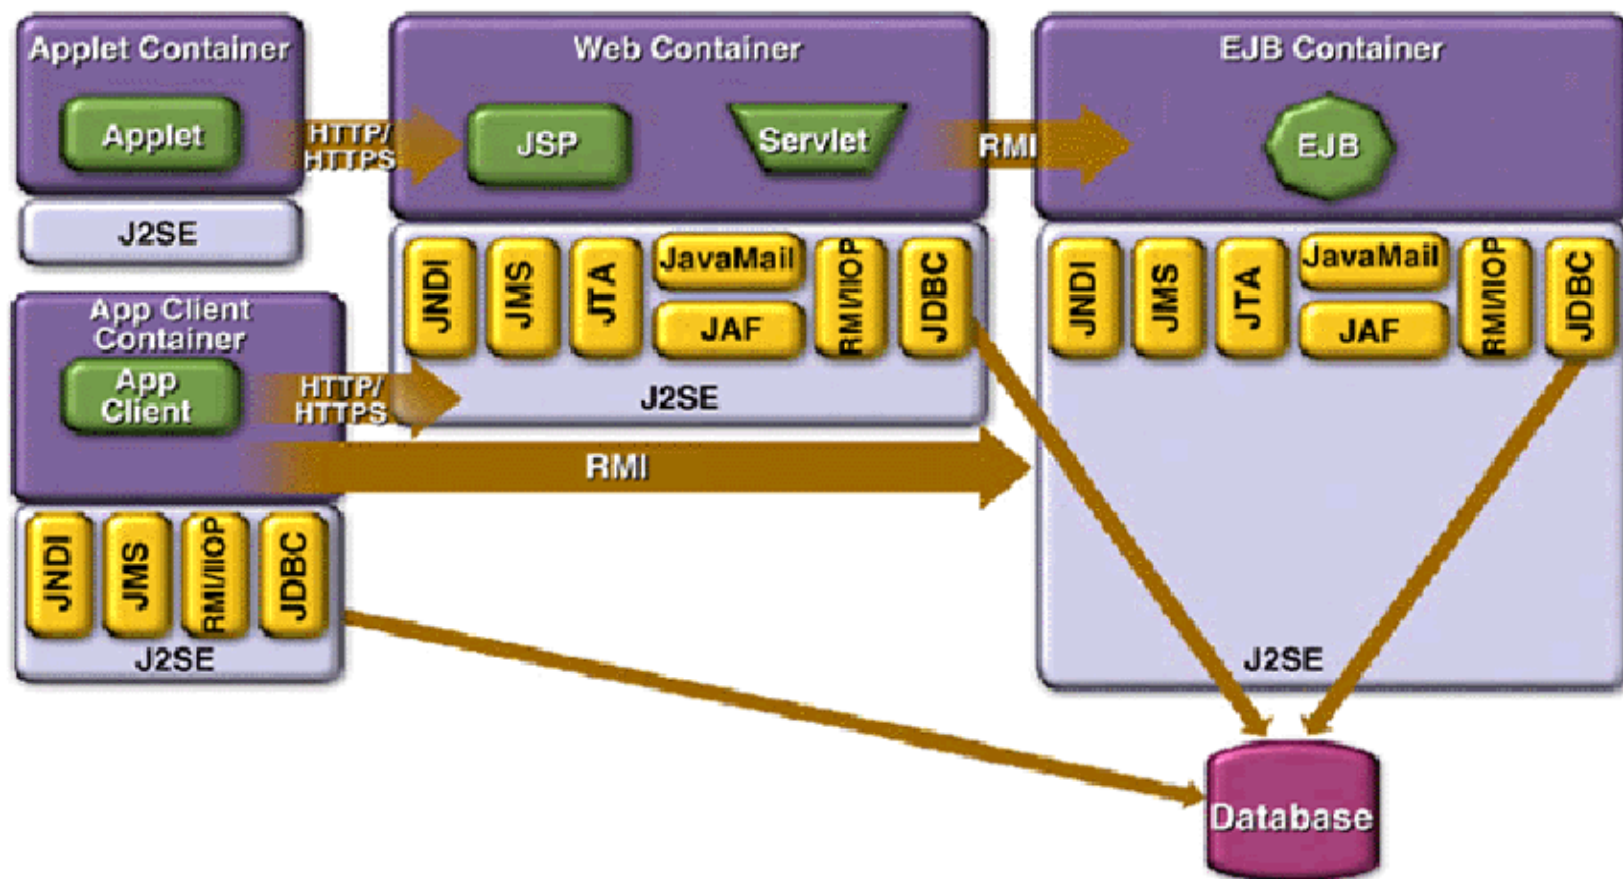 Applet Container
Applet
J2SE
HTTP/
HTTPS
Web Container
JSP
Servlet
JNDI
JMS
JTA
JavaMail
JAF
RMI/IIOP
JDBC
J2SE
RMI
EJB Container
EJB
JNDI
JMS
JTA
JavaMail
JAF
RMI/IIOP
JDBC
J2SE
App Client
Container
App
Client
HTTP/
HTTPS
RMI
JNDI
JMS
RMI/IIOP
JDBC
J2SE
Database